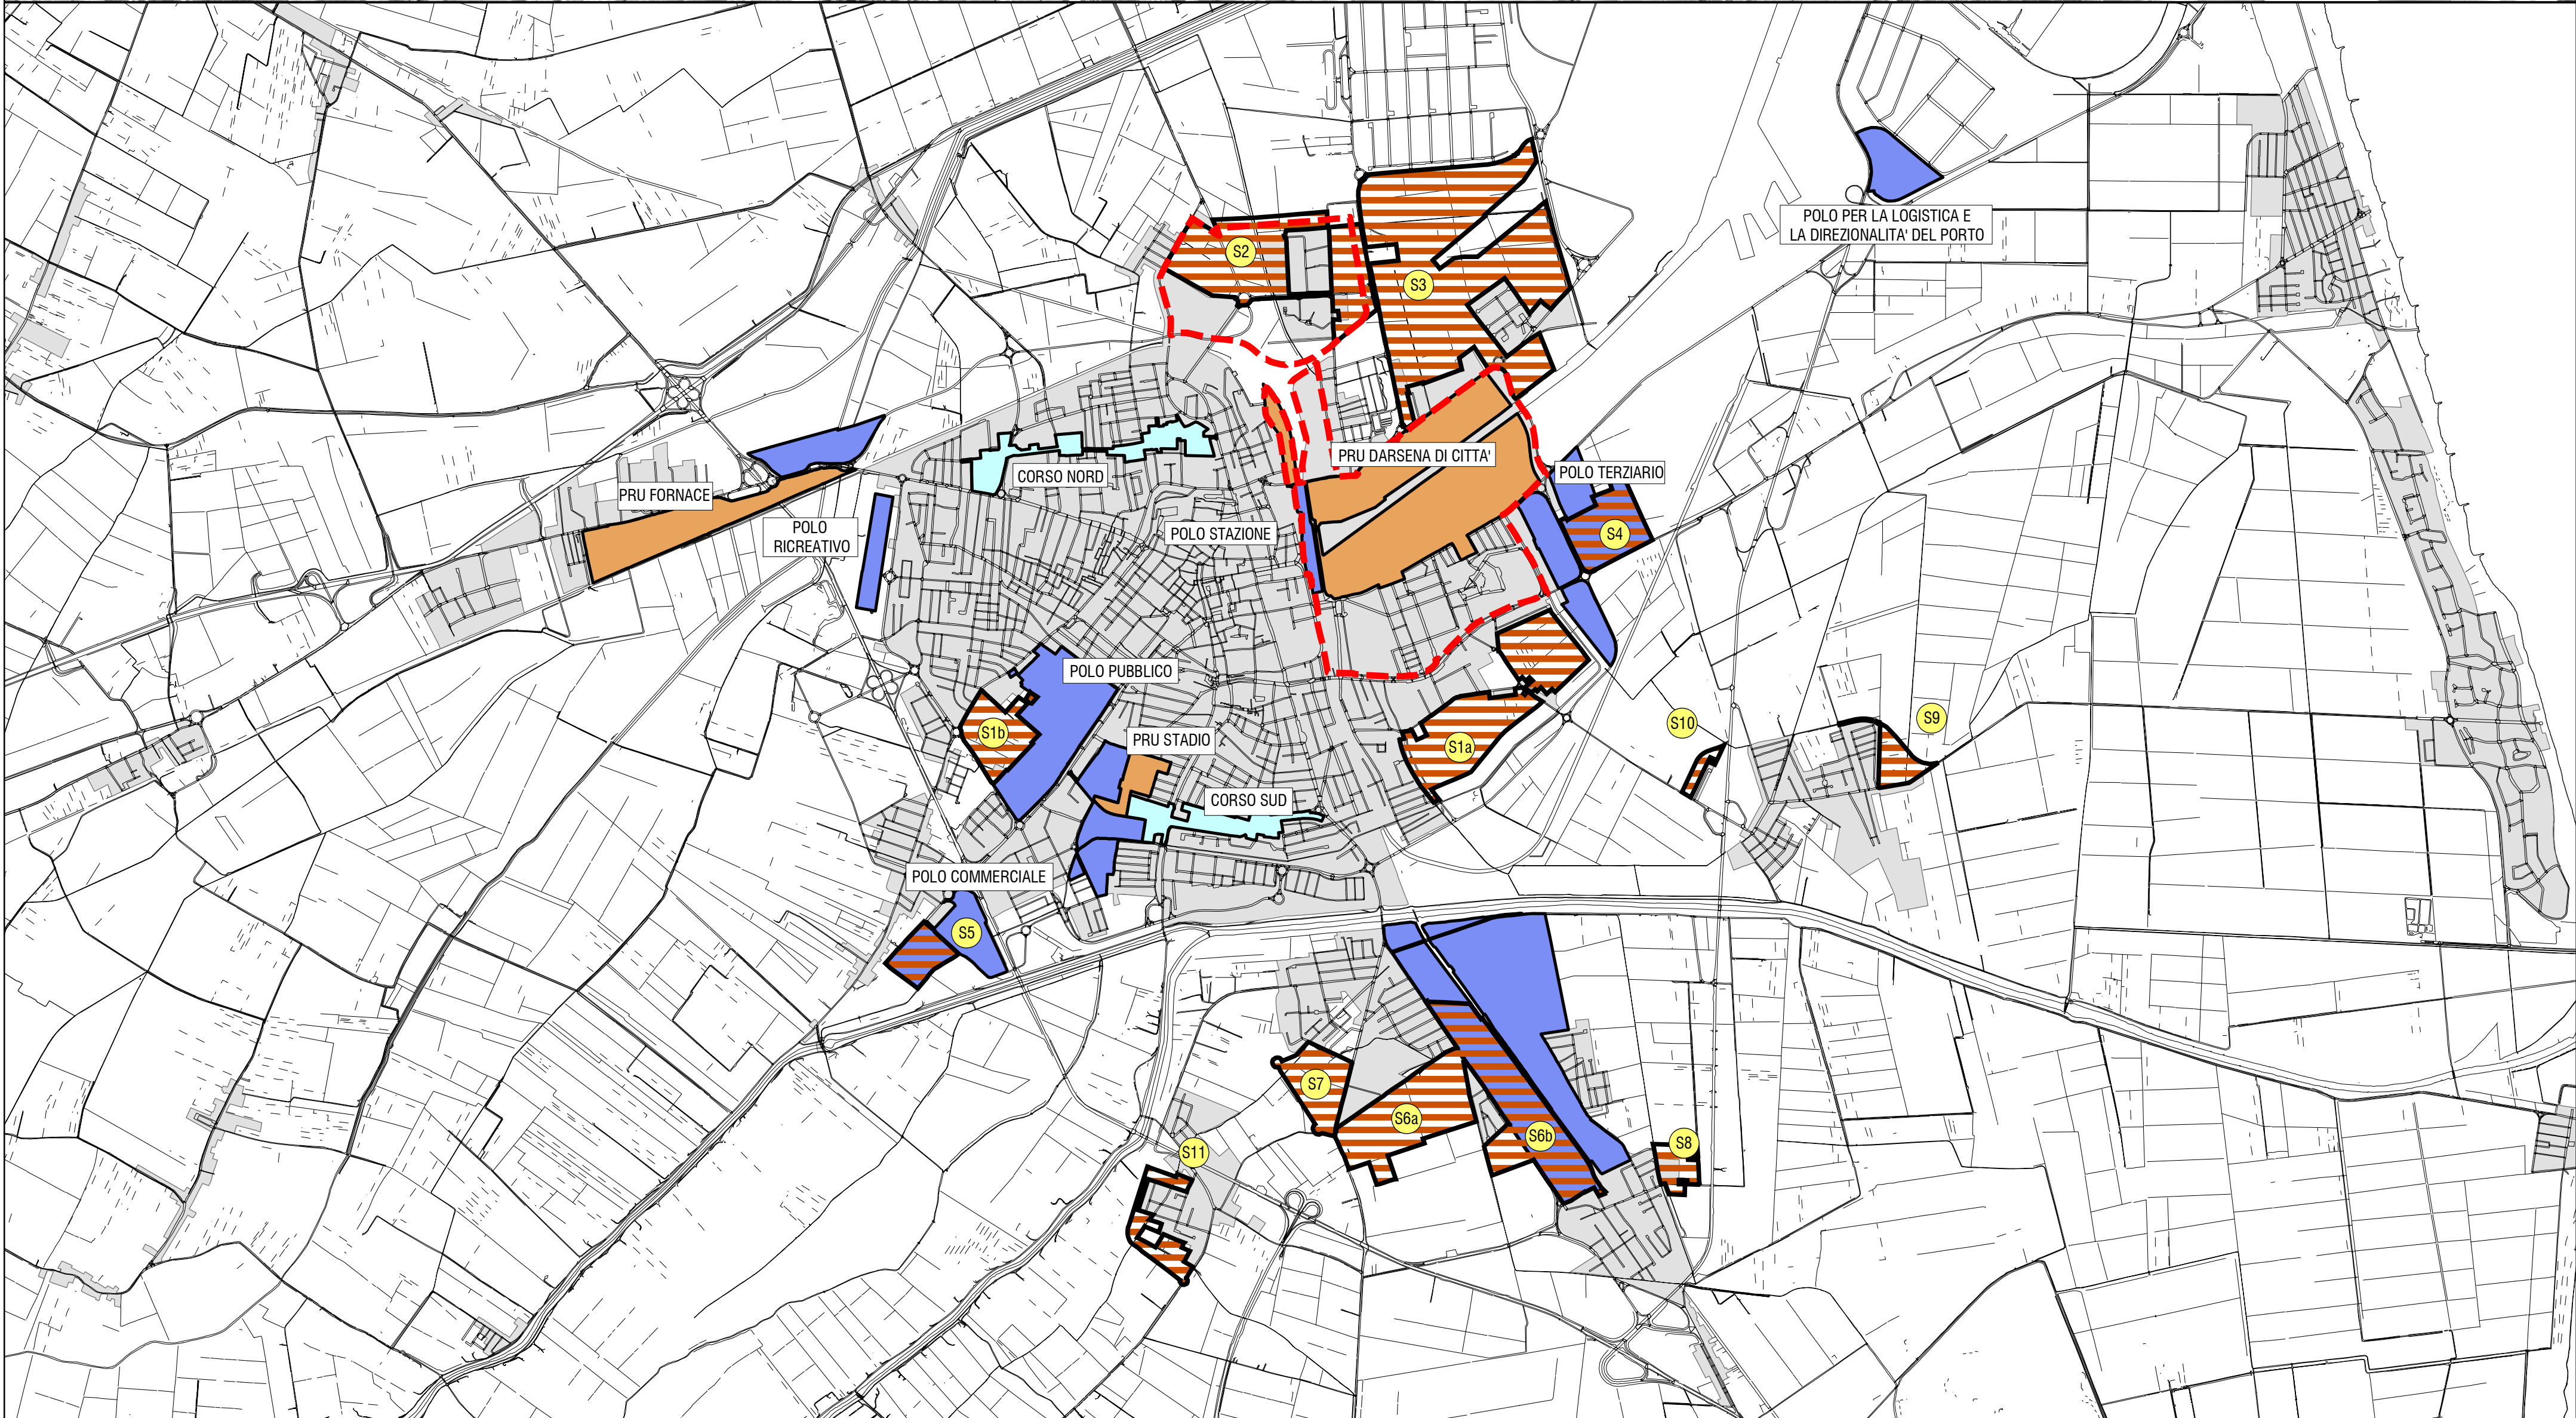 POLO PER LA LOGISTICA E
LA DIREZIONALITA' DEL PORTO
S2
S3
PRU DARSENA DI CITTA'
POLO TERZIARIO
CORSO NORD
PRU FORNACE
POLO
RICREATIVO
POLO STAZIONE
S4
POLO PUBBLICO
S1b
PRU STADIO
S1a
S10
S9
CORSO SUD
POLO COMMERCIALE
S5
S7
S6a
S6b
S8
S11